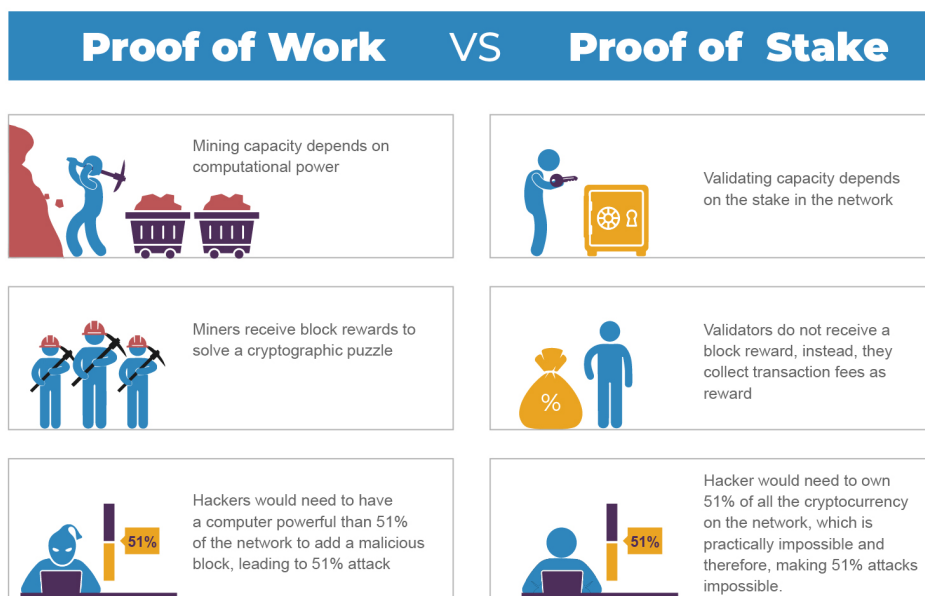 Proof of Work VS Proof of Stake
Mining capacity depends on
computational power
Validating capacity depends
on the stake in the network
Miners receive block rewards to
solve a cryptographic puzzle
Validators do not receive a
block reward, instead, they
collect transaction fees as
reward
%
Hackers would need to have
a computer powerful than 51%
of the network to add a malicious
block, leading to 51% attack
51%
Hacker would need to own
51% of all the cryptocurrency
on the network, which is
practically impossible and
therefore, making 51% attacks
impossible.
51%